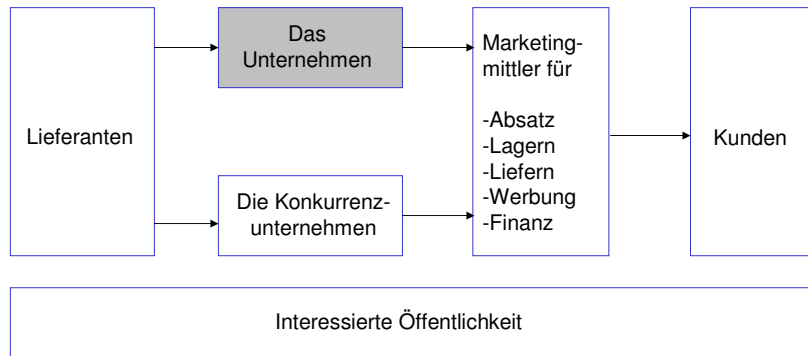 Lieferanten
Das
Unternehmen
Die Konkurrenz-
unternehmen
Marketing-
mittler für
-Absatz
-Lagern
-Liefern
-Werbung
-Finanz
Kunden
Interessierte Öffentlichkeit